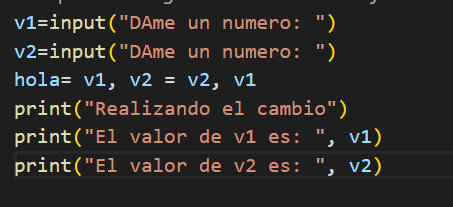 v1=input("DAme un numero: ")
v2=input("DAme un numero: ")
hola= v1, v2 = v2, v1
print("Realizando el cambio")
print("El valor de v1 es: ", v1)
print("El valor de v2 es: ", v2)